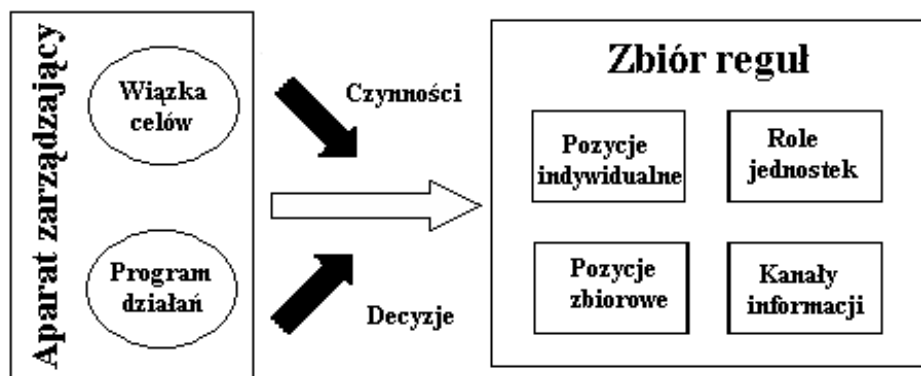 Aparat zarządzający
Wiązka
celów
Program
działań
Czynności
Decyzje
Zbiór reguł
Pozycje
indywidualne
Role
jednostek
Pozycje
zbiorowe
Kanały
informacji